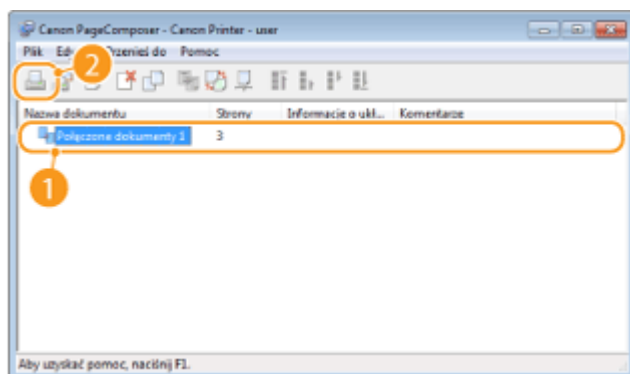 Canon PageComposer - Canon Printer - user
Plik Przenieś do Pomoc
2
Nazwa dokumentu Strony Informacje o ukł... Komentarze
Połączone dokumenty 1 3
1
Aby uzyskać pomoc, naciśnij F1.